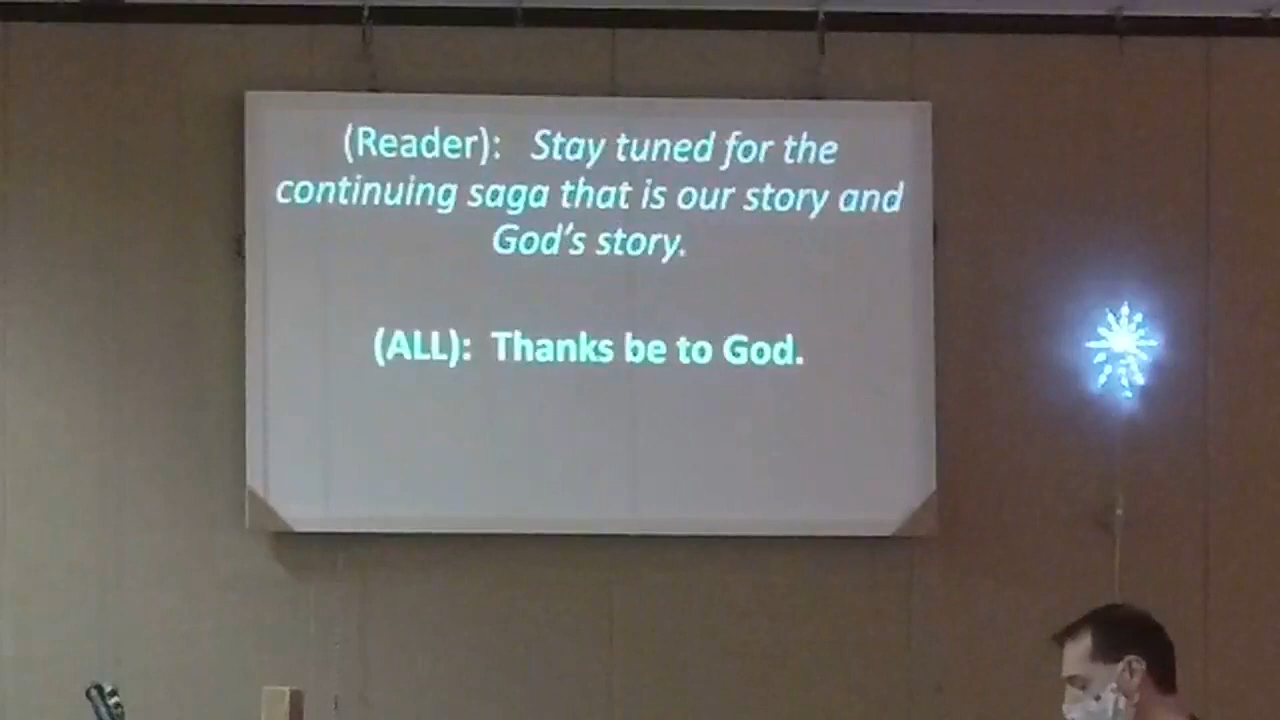 (Reader): Stay tuned for the
continuing saga that is our story and
God's story.
(ALL): Thanks be to God.